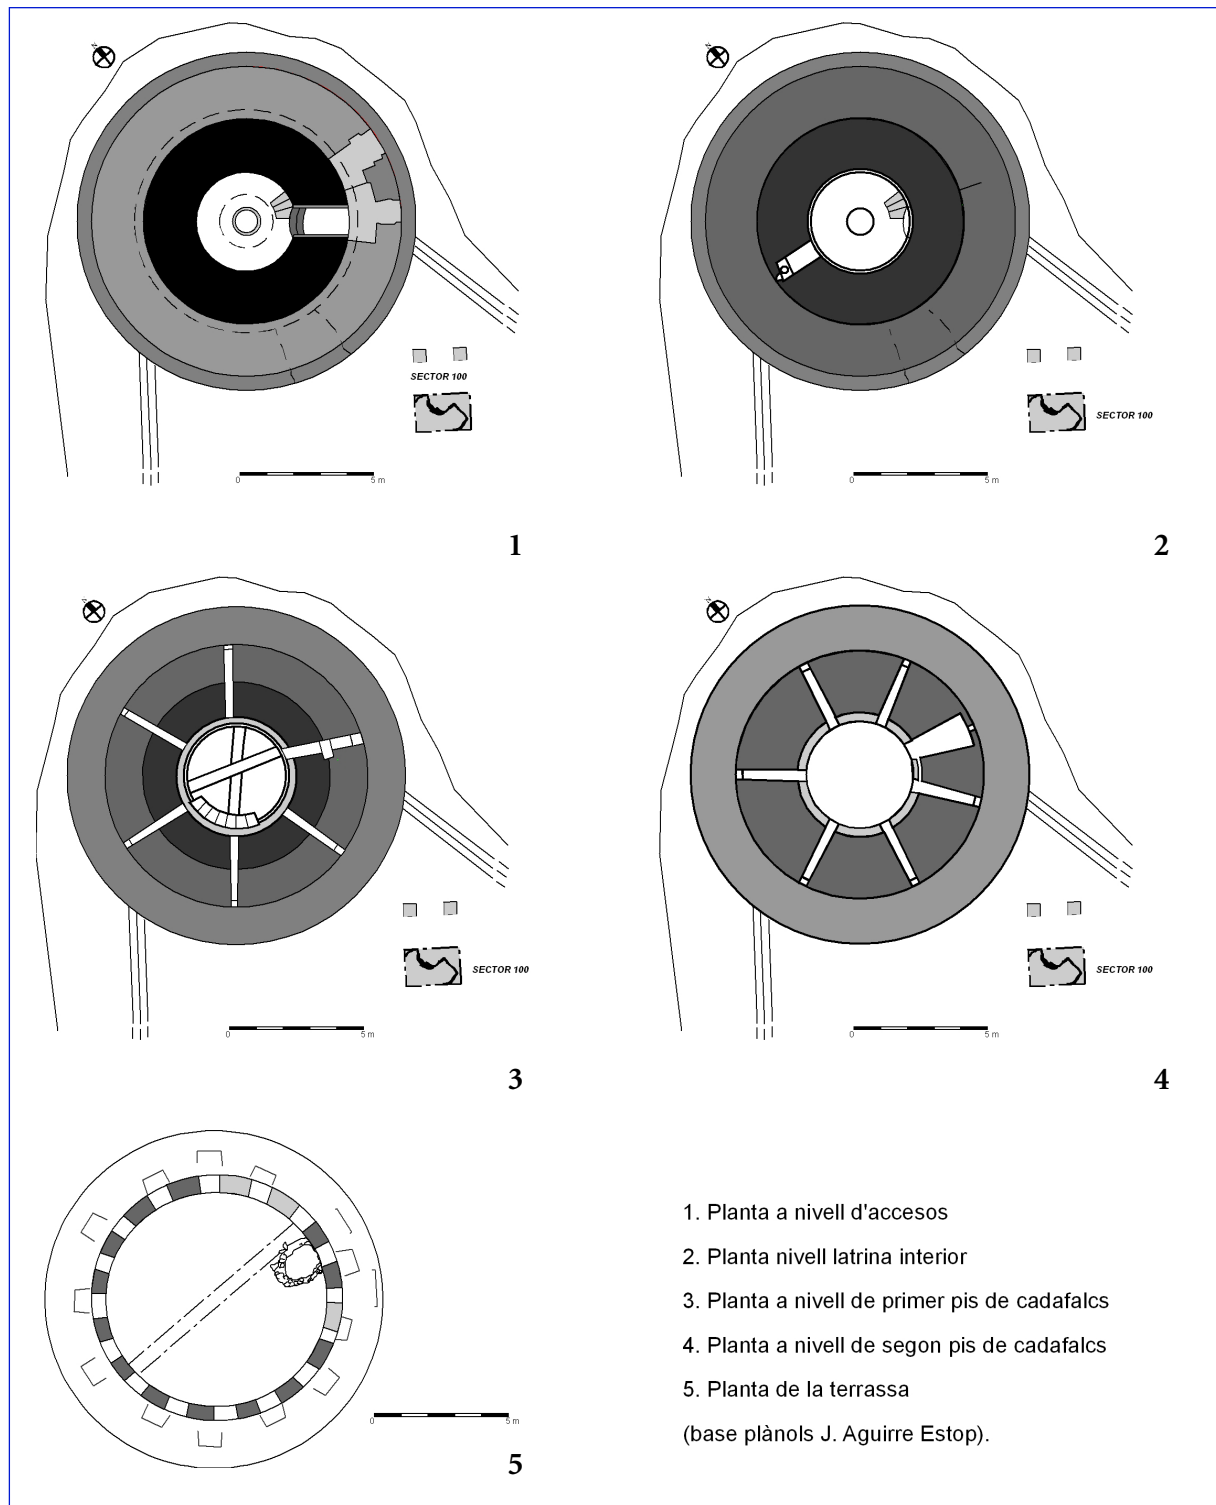 N
N
SECTOR 100
SECTOR 100
0 5 m
0 5 m
1
2
N
N
SECTOR 100
SECTOR 100
0 5 m
0 5 m
3
4
0 5 m
5
1. Planta a nivell d'accesos
2. Planta nivell latrina interior
3. Planta a nivell de primer pis de cadafalcs
4. Planta a nivell de segon pis de cadafalcs
5. Planta de la terrassa
(base plànols J. Aguirre Estop).